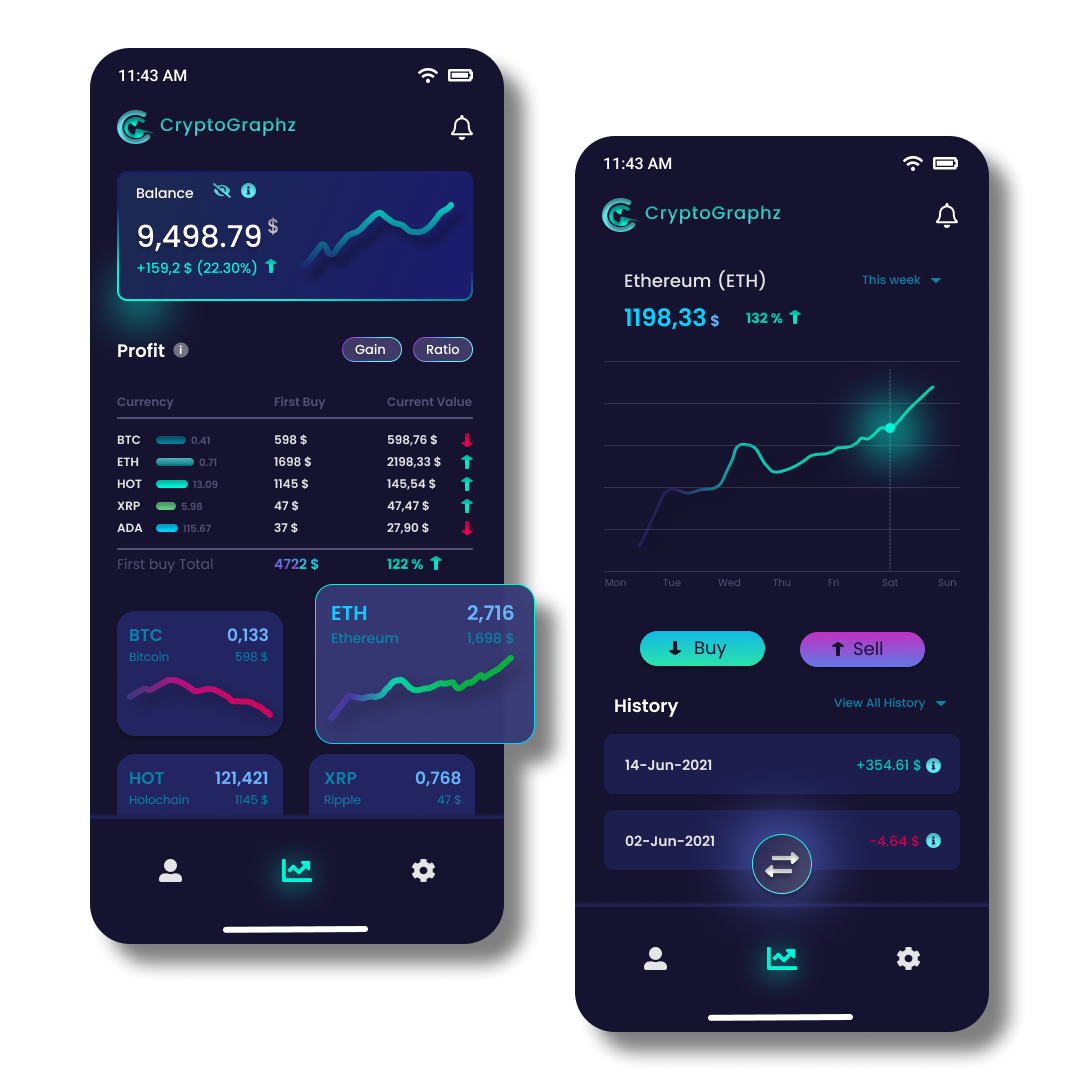 11:43 AM
CryptoGraphz
Balance
9,498.79 $
+159,2 $ (22.30%)
Profit
Gain Ratio
Currency First Buy Current Value
BTC 0.41 598 $ 598,76 $
ETH 0.71 1698 $ 2198,33 $
HOT 13.09 1145 $ 145,54 $
XRP 5.98 47 $ 47,47 $
ADA 115.67 37 $ 27,90 $
First buy Total 4722 $ 122 %
BTC 0,133
Bitcoin 598 $
ETH 2,716
Ethereum 1,698 $
HOT 121,421
Holochain 1145 $
XRP 0,768
Ripple 47 $
11:43 AM
CryptoGraphz
Ethereum (ETH) This week
1198,33 $ 132 %
Mon Tue Wed Thu Fri Sat Sun
Buy Sell
History View All History
14-Jun-2021 +354.61 $
02-Jun-2021 -4.64 $